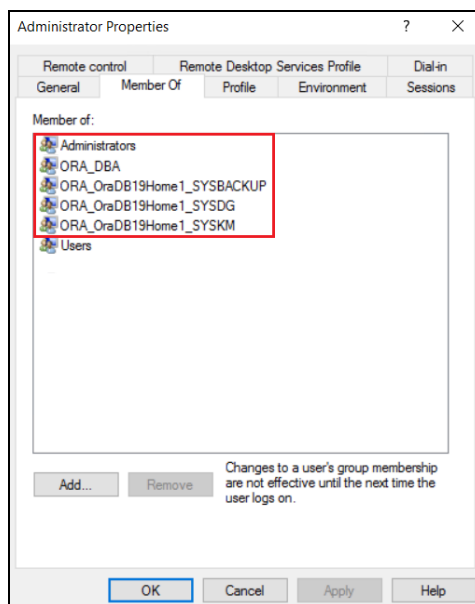 Administrator Properties
?
Remote control
Remote Desktop Services Profile
Dial-in
General
Member Of
Profile
Environment
Sessions
Member of:
Administrators
ORA_DBA
ORA_OraDB19Home1_SYSBACKUP
ORA_OraDB19Home1_SYSDG
ORA_OraDB19Home1_SYSKM
Users
Add...
Remove
Changes to a user's group membership
are not effective until the next time the
user logs on.
OK
Cancel
Apply
Help